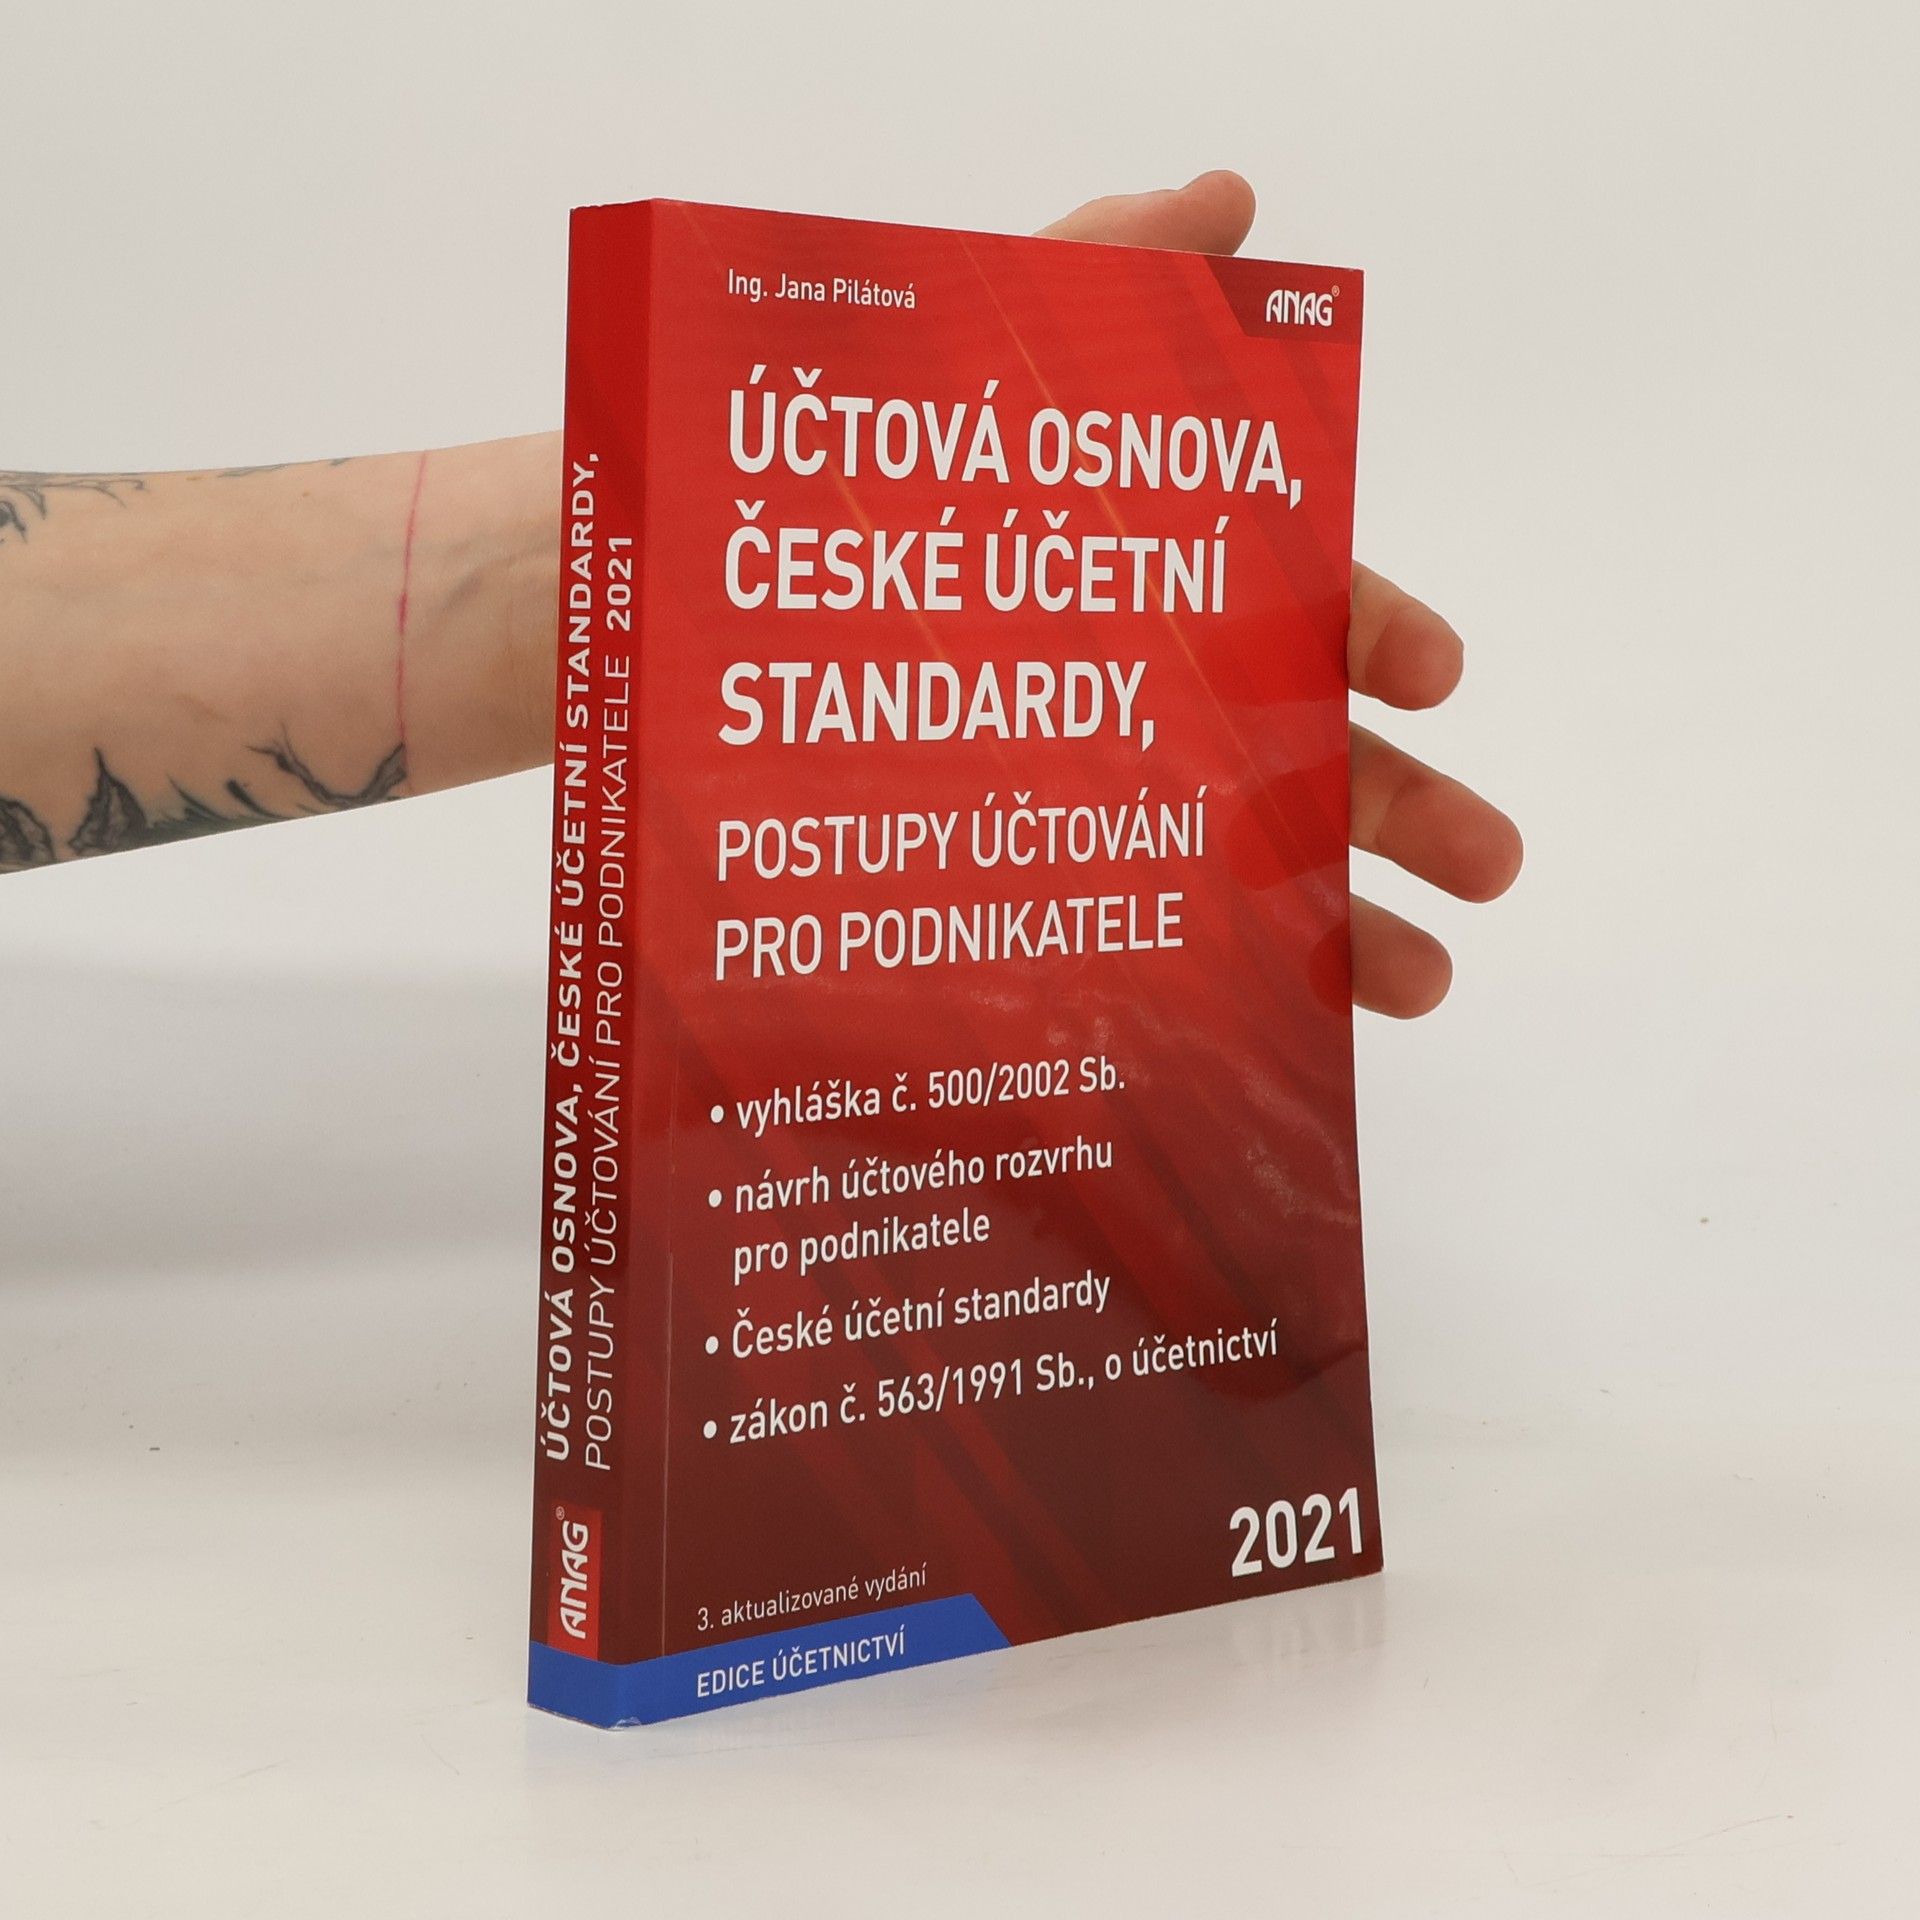 Ing. Jana Pilátová
ANAG®
ÚČTOVÁ OSNOVA,
ČESKÉ ÚČETNÍ
STANDARDY,
POSTUPY ÚČTOVÁNÍ
PRO PODNIKATELE
• vyhláška č. 500/2002 Sb.
• návrh účtového rozvrhu
pro podnikatele
• České účetní standardy
• zákon č. 563/1991 Sb., o účetnictví
2021
3. aktualizované vydání
EDICE ÚČETNICTVÍ
ÚČTOVÁ OSNOVA, ČESKÉ ÚČETNÍ STANDARDY,
POSTUPY ÚČTOVÁNÍ PRO PODNIKATELE 2021
ANAG®